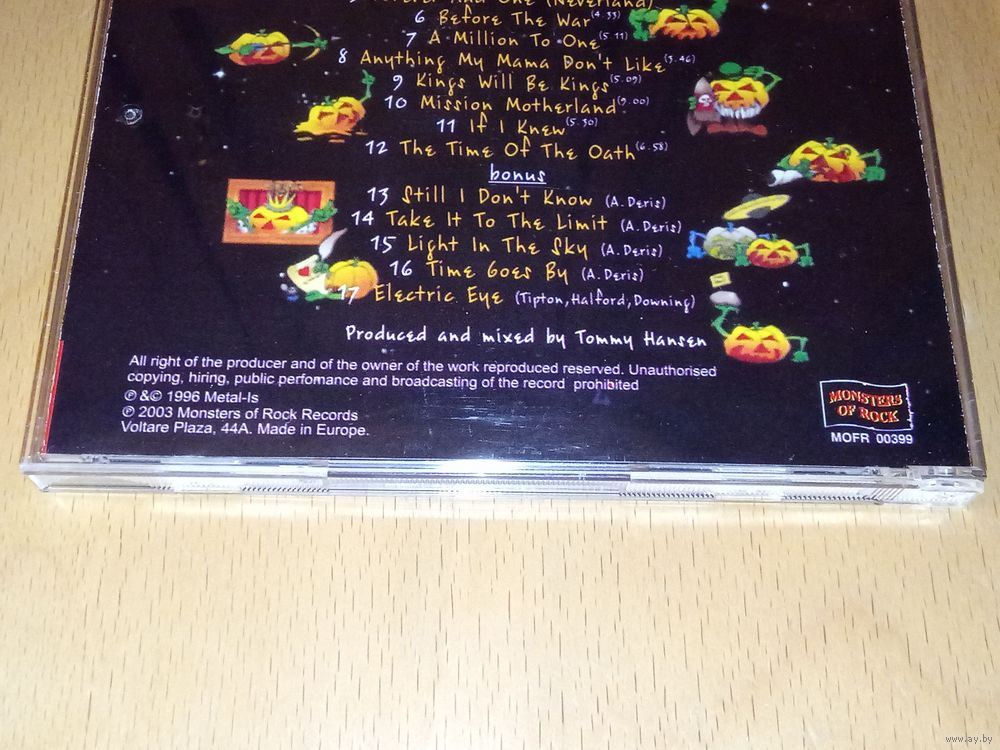 And One (Neverland)
6 Before The War (4.33)
7 A Million To One (5.11)
8 Anything My Mama Don't Like (3.46)
9 Kings Will Be Kings (5.09)
10 Mission Motherland (9.00)
11 If I Knew (5.30)
12 The Time Of The Oath (6.58)
bonus
13 Still I Don't Know (A. Deris)
14 Take It To The Limit (A. Deris)
15 Light In The Sky (A. Deris)
16 Time Goes By (A. Deris)
17 Electric Eye (Tipton, Halford, Downing)
Produced and mixed by Tommy Hansen
All right of the producer and of the owner of the work reproduced reserved. Unauthorised
copying, hiring, public perfomance and broadcasting of the record prohibited
℗ &© 1996 Metal-Is
℗ 2003 Monsters of Rock Records
Voltare Plaza, 44A. Made in Europe.
MONSTERS
OF ROCK
MOFR 00399
www.ay.by